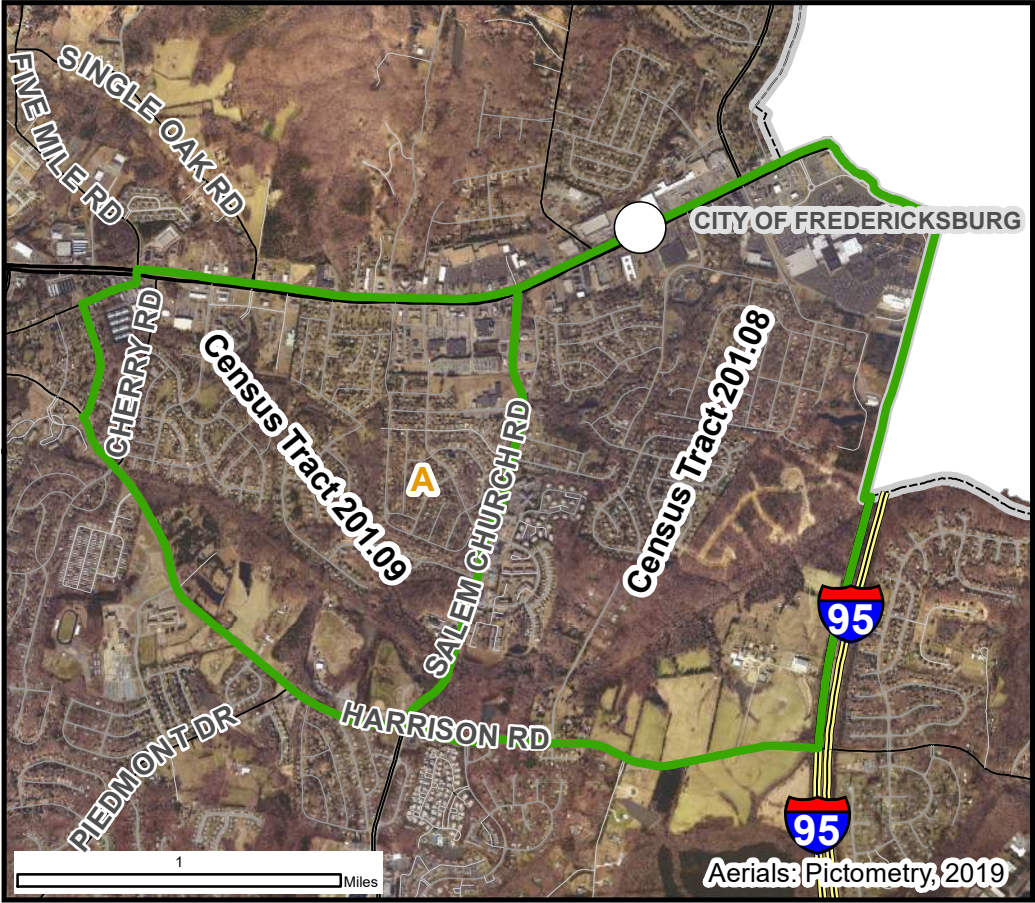 SINGLE OAK RD
FIVE MILE RD
CITY OF FREDERICKSBURG
CHERRY RD
Census Tract 201.09
Census Tract 201.08
A
SALEM CHURCH RD
95
HARRISON RD
PIEDMONT DR
95
1
Miles
Aerials: Pictometry, 2019